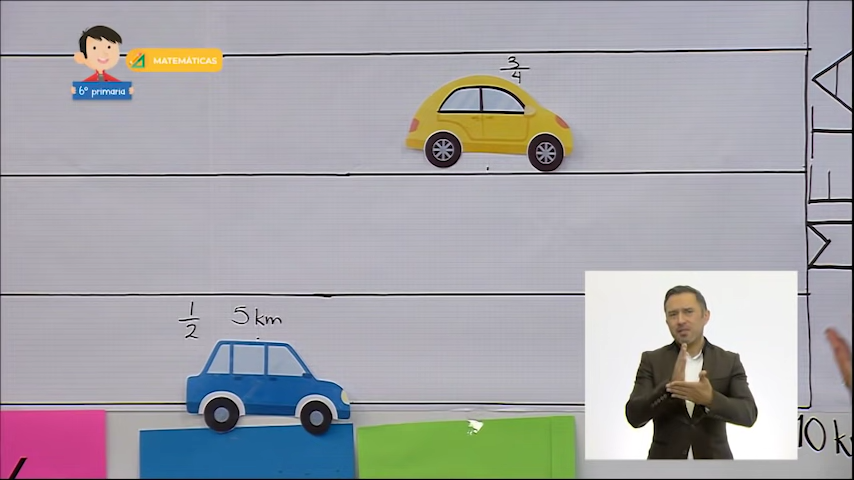 MATEMÁTICAS
6º primaria
3/4
META
1/2 5 km
10 k